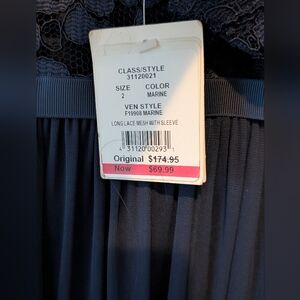 CLASS/STYLE
31120021
SIZE COLOR
2 MARINE
VEN STYLE
F19908 MARINE
LONG LACE MESH WITH SLEEVE
4 31120 00293
Original $174.95
Now $69.99